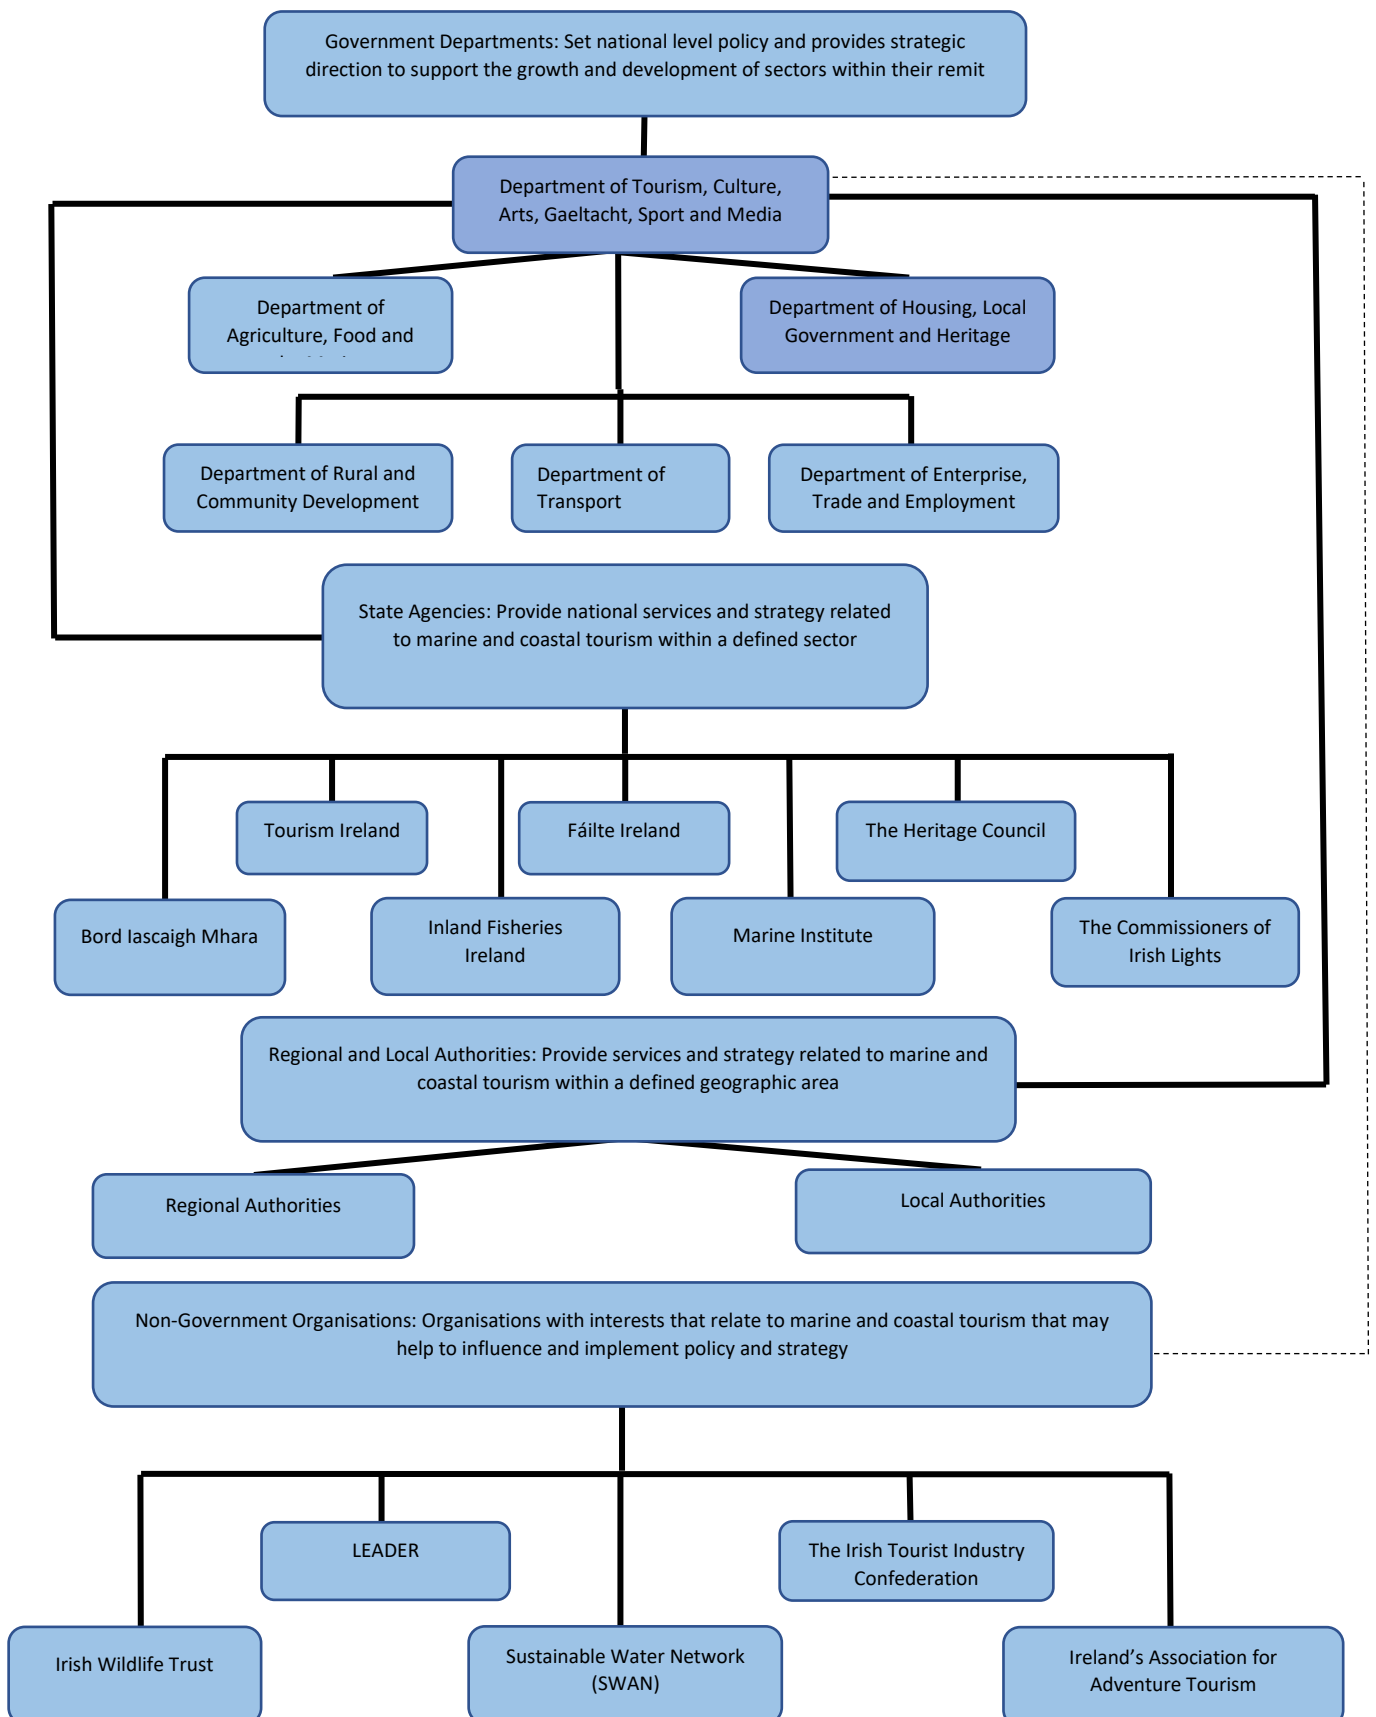 Government Departments: Set national level policy and provides strategic
direction to support the growth and development of sectors within their remit
Department of Tourism, Culture,
Arts, Gaeltacht, Sport and Media
Department of
Agriculture, Food and
Department of Housing, Local
Government and Heritage
Department of Rural and
Community Development
Department of
Transport
Department of Enterprise,
Trade and Employment
State Agencies: Provide national services and strategy related
to marine and coastal tourism within a defined sector
Tourism Ireland
Fáilte Ireland
The Heritage Council
Bord Iascaigh Mhara
Inland Fisheries
Ireland
Marine Institute
The Commissioners of
Irish Lights
Regional and Local Authorities: Provide services and strategy related to marine and
coastal tourism within a defined geographic area
Regional Authorities
Local Authorities
Non-Government Organisations: Organisations with interests that relate to marine and coastal tourism that may
help to influence and implement policy and strategy
LEADER
The Irish Tourist Industry
Confederation
Irish Wildlife Trust
Sustainable Water Network
(SWAN)
Ireland’s Association for
Adventure Tourism